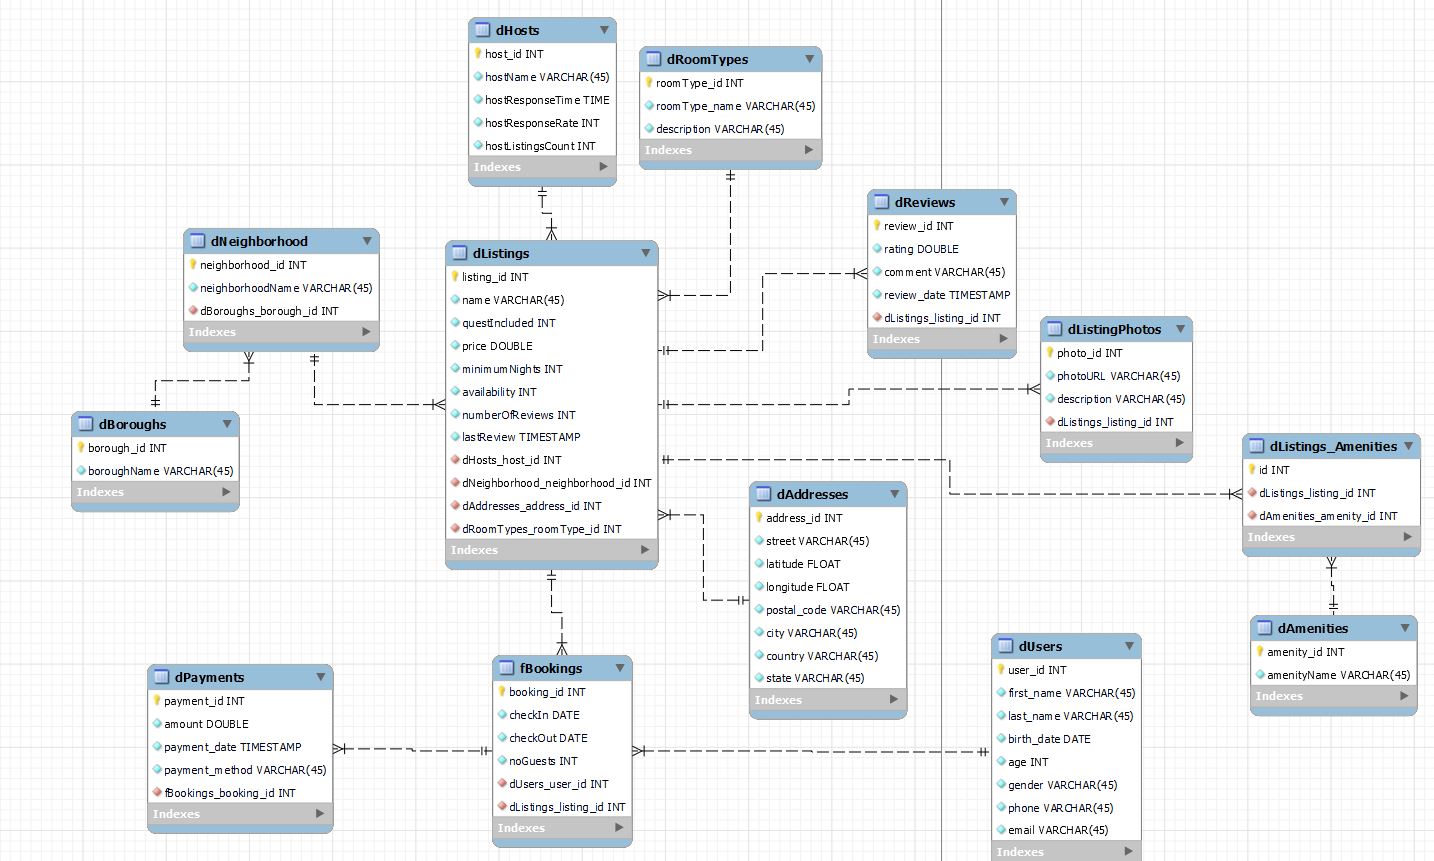 dHosts
host_id INT
hostName VARCHAR(45)
hostResponseTime TIME
hostResponseRate INT
hostListingsCount INT
Indexes
dRoomTypes
roomType_id INT
roomType_name VARCHAR(45)
description VARCHAR(45)
Indexes
dReviews
review_id INT
rating DOUBLE
comment VARCHAR(45)
review_date TIMESTAMP
dListings_listing_id INT
Indexes
dNeighborhood
neighborhood_id INT
neighborhoodName VARCHAR(45)
dBoroughs_borough_id INT
Indexes
dListings
listing_id INT
name VARCHAR(45)
questIncluded INT
price DOUBLE
minimumNights INT
availability INT
numberOfReviews INT
lastReview TIMESTAMP
dHosts_host_id INT
dNeighborhood_neighborhood_id INT
dAddresses_address_id INT
dRoomTypes_roomType_id INT
Indexes
dListingPhotos
photo_id INT
photoURL VARCHAR(45)
description VARCHAR(45)
dListings_listing_id INT
Indexes
dBoroughs
borough_id INT
boroughName VARCHAR(45)
Indexes
dListings_Amenities
id INT
dListings_listing_id INT
dAmenities_amenity_id INT
Indexes
dAddresses
address_id INT
street VARCHAR(45)
latitude FLOAT
longitude FLOAT
postal_code VARCHAR(45)
city VARCHAR(45)
country VARCHAR(45)
state VARCHAR(45)
Indexes
dAmenities
amenity_id INT
amenityName VARCHAR(45)
Indexes
dPayments
payment_id INT
amount DOUBLE
payment_date TIMESTAMP
payment_method VARCHAR(45)
fBookings_booking_id INT
Indexes
fBookings
booking_id INT
checkIn DATE
checkOut DATE
noGuests INT
dUsers_user_id INT
dListings_listing_id INT
Indexes
dUsers
user_id INT
first_name VARCHAR(45)
last_name VARCHAR(45)
birth_date DATE
age INT
gender VARCHAR(45)
phone VARCHAR(45)
email VARCHAR(45)
Indexes